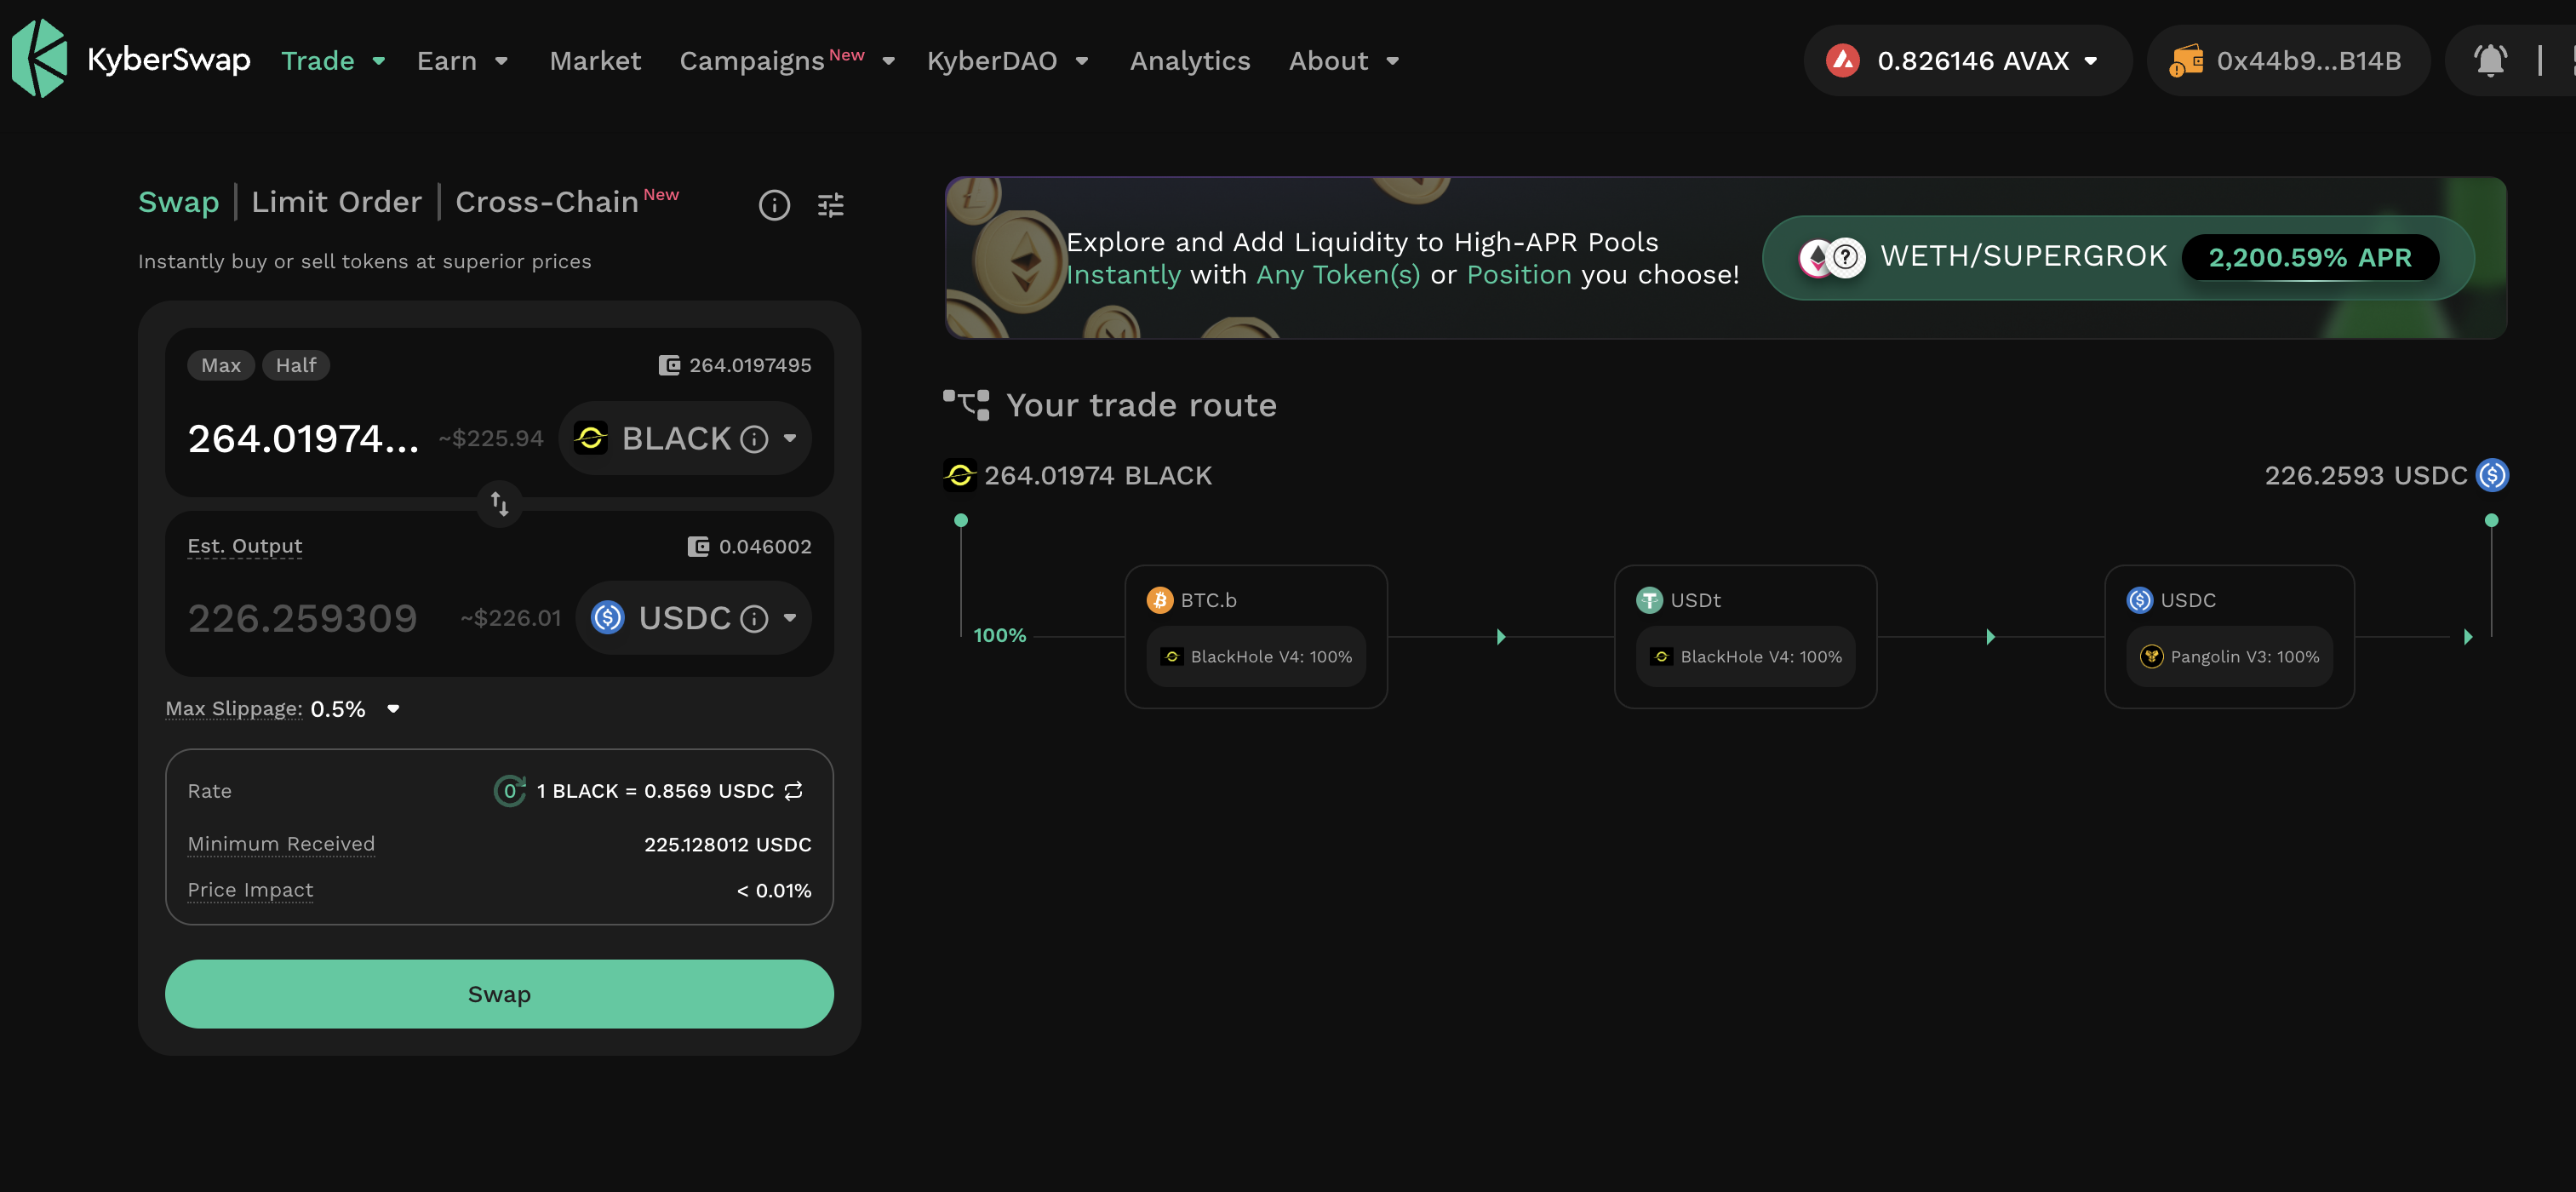 KyberSwap Trade Earn Market Campaigns New KyberDAO Analytics About 0.826146 AVAX 0x44b9...B14B
Swap | Limit Order | Cross-Chain New
Instantly buy or sell tokens at superior prices
Max Half 264.0197495
264.01974... ~$225.94 BLACK
Est. Output 0.046002
226.259309 ~$226.01 USDC
Max Slippage: 0.5%
Rate 0 1 BLACK = 0.8569 USDC
Minimum Received 225.128012 USDC
Price Impact < 0.01%
Swap
Explore and Add Liquidity to High-APR Pools
Instantly with Any Token(s) or Position you choose!
WETH/SUPERGROK 2,200.59% APR
Your trade route
264.01974 BLACK 226.2593 USDC
100%
BTC.b
BlackHole V4: 100%
USDt
BlackHole V4: 100%
USDC
Pangolin V3: 100%